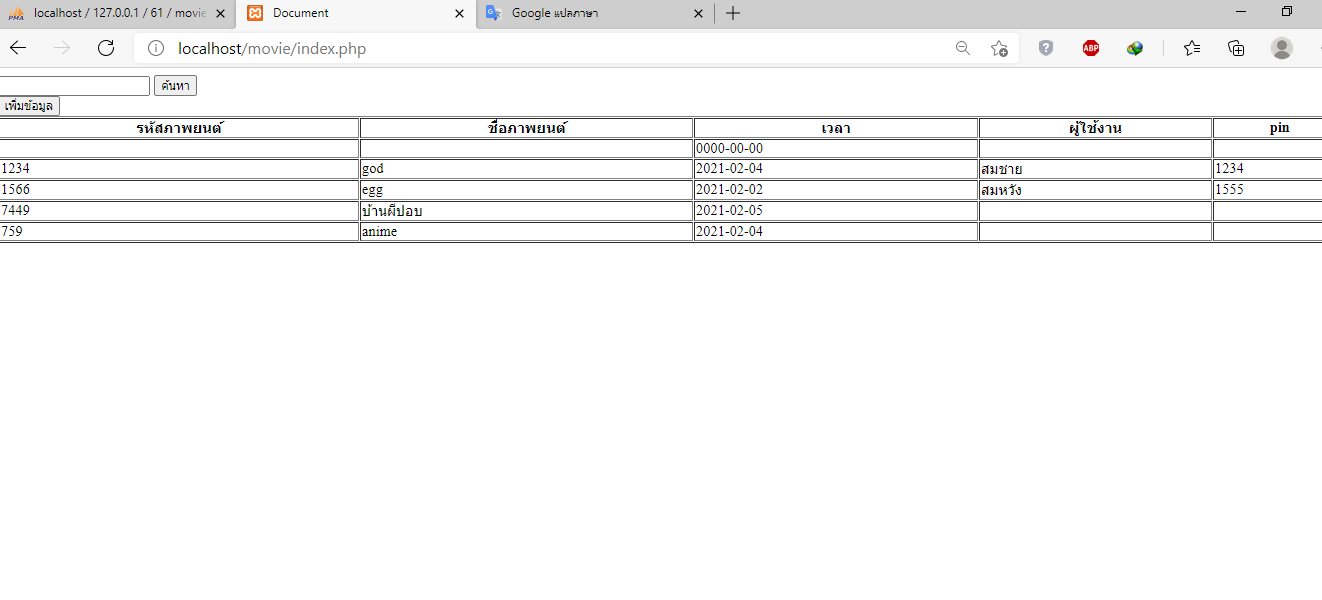 localhost / 127.0.0.1 / 61 / movie
Document
Google แปลภาษา
localhost/movie/index.php
ABP
ค้นหา
เพิ่มข้อมูล
รหัสภาพยนต์ ชื่อภาพยนต์ เวลา ผู้ใช้งาน pin
0000-00-00
1234 god 2021-02-04 สมชาย 1234
1566 egg 2021-02-02 สมหวัง 1555
7449 บ้านผีปอบ 2021-02-05
759 anime 2021-02-04